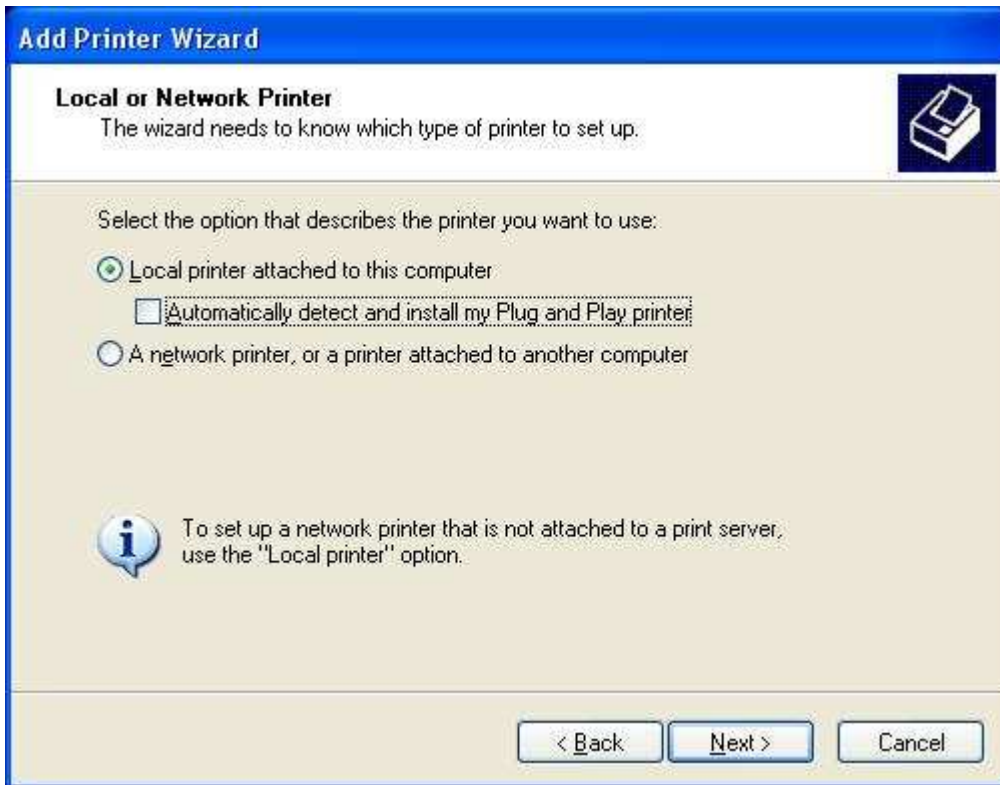 Add Printer Wizard
Local or Network Printer
The wizard needs to know which type of printer to set up.
Select the option that describes the printer you want to use:
Local printer attached to this computer
Automatically detect and install my Plug and Play printer
A network printer, or a printer attached to another computer
To set up a network printer that is not attached to a print server,
use the "Local printer" option.
< Back
Next >
Cancel